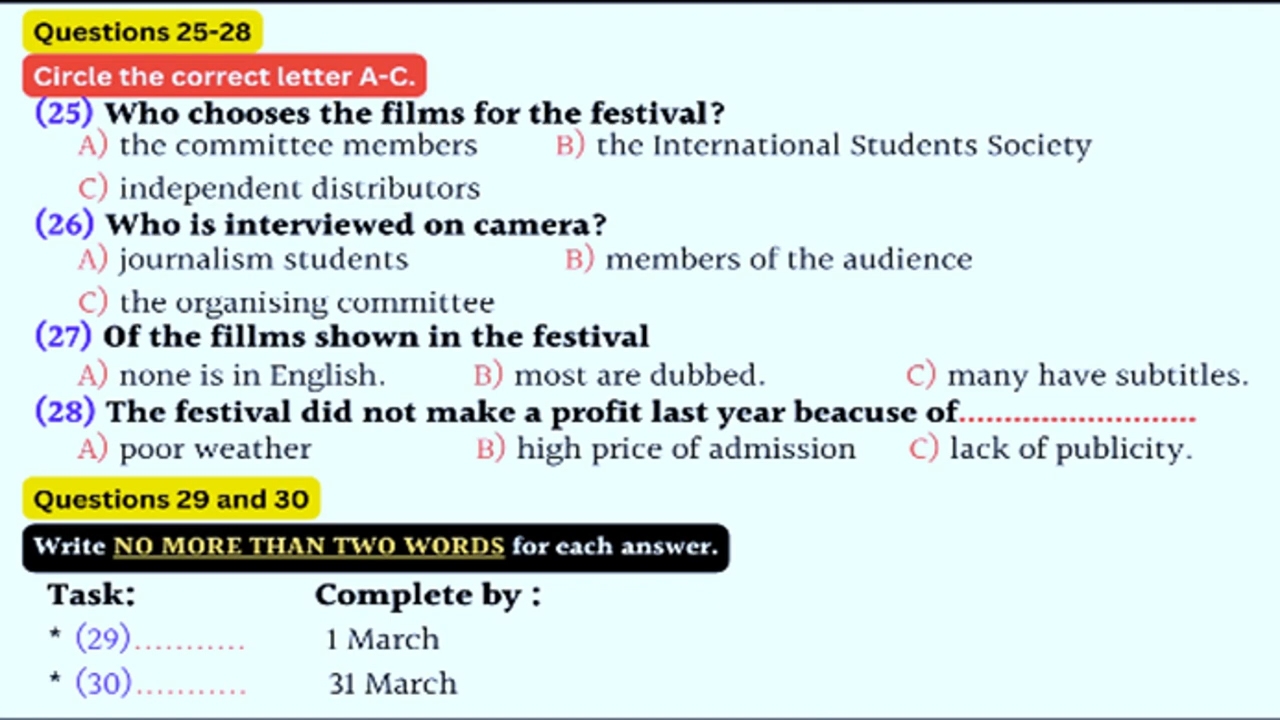 Questions 25-28
Circle the correct letter A-C.
(25) Who chooses the films for the festival?
A) the committee members B) the International Students Society
C) independent distributors
(26) Who is interviewed on camera?
A) journalism students B) members of the audience
C) the organising committee
(27) Of the fillms shown in the festival
A) none is in English. B) most are dubbed. C) many have subtitles.
(28) The festival did not make a profit last year beacuse of..........................
A) poor weather B) high price of admission C) lack of publicity.
Questions 29 and 30
Write NO MORE THAN TWO WORDS for each answer.
Task: Complete by :
* (29)........... 1 March
* (30)........... 31 March